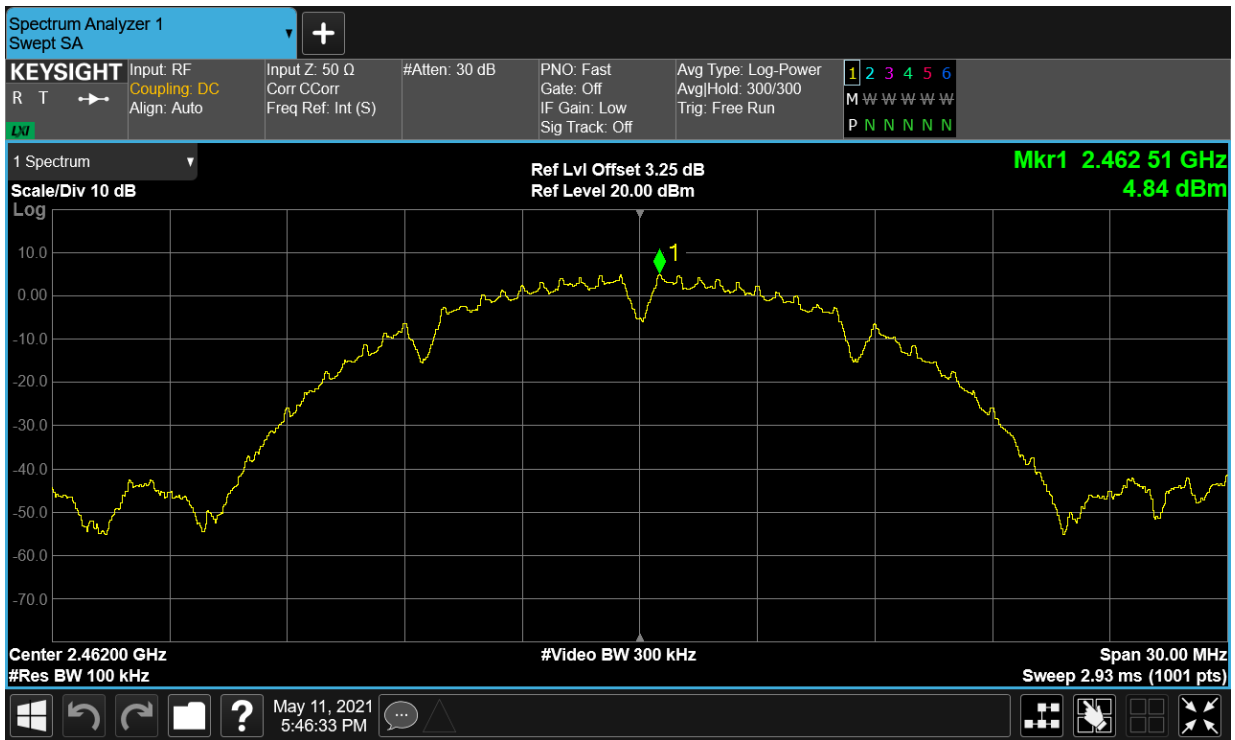 Spectrum Analyzer 1
Swept SA
KEYSIGHT
R T
LXI
Input: RF
Coupling: DC
Align: Auto
Input Z: 50 Ω
Corr CCorr
Freq Ref: Int (S)
#Atten: 30 dB
PNO: Fast
Gate: Off
IF Gain: Low
Sig Track: Off
Avg Type: Log-Power
Avg|Hold: 300/300
Trig: Free Run
1 2 3 4 5 6
M W W W W W
P N N N N N
1 Spectrum
Scale/Div 10 dB
Log
Ref Lvl Offset 3.25 dB
Ref Level 20.00 dBm
Mkr1 2.462 51 GHz
4.84 dBm
1
10.0
0.00
-10.0
-20.0
-30.0
-40.0
-50.0
-60.0
-70.0
Center 2.46200 GHz
#Res BW 100 kHz
#Video BW 300 kHz
Span 30.00 MHz
Sweep 2.93 ms (1001 pts)
?
May 11, 2021
5:46:33 PM